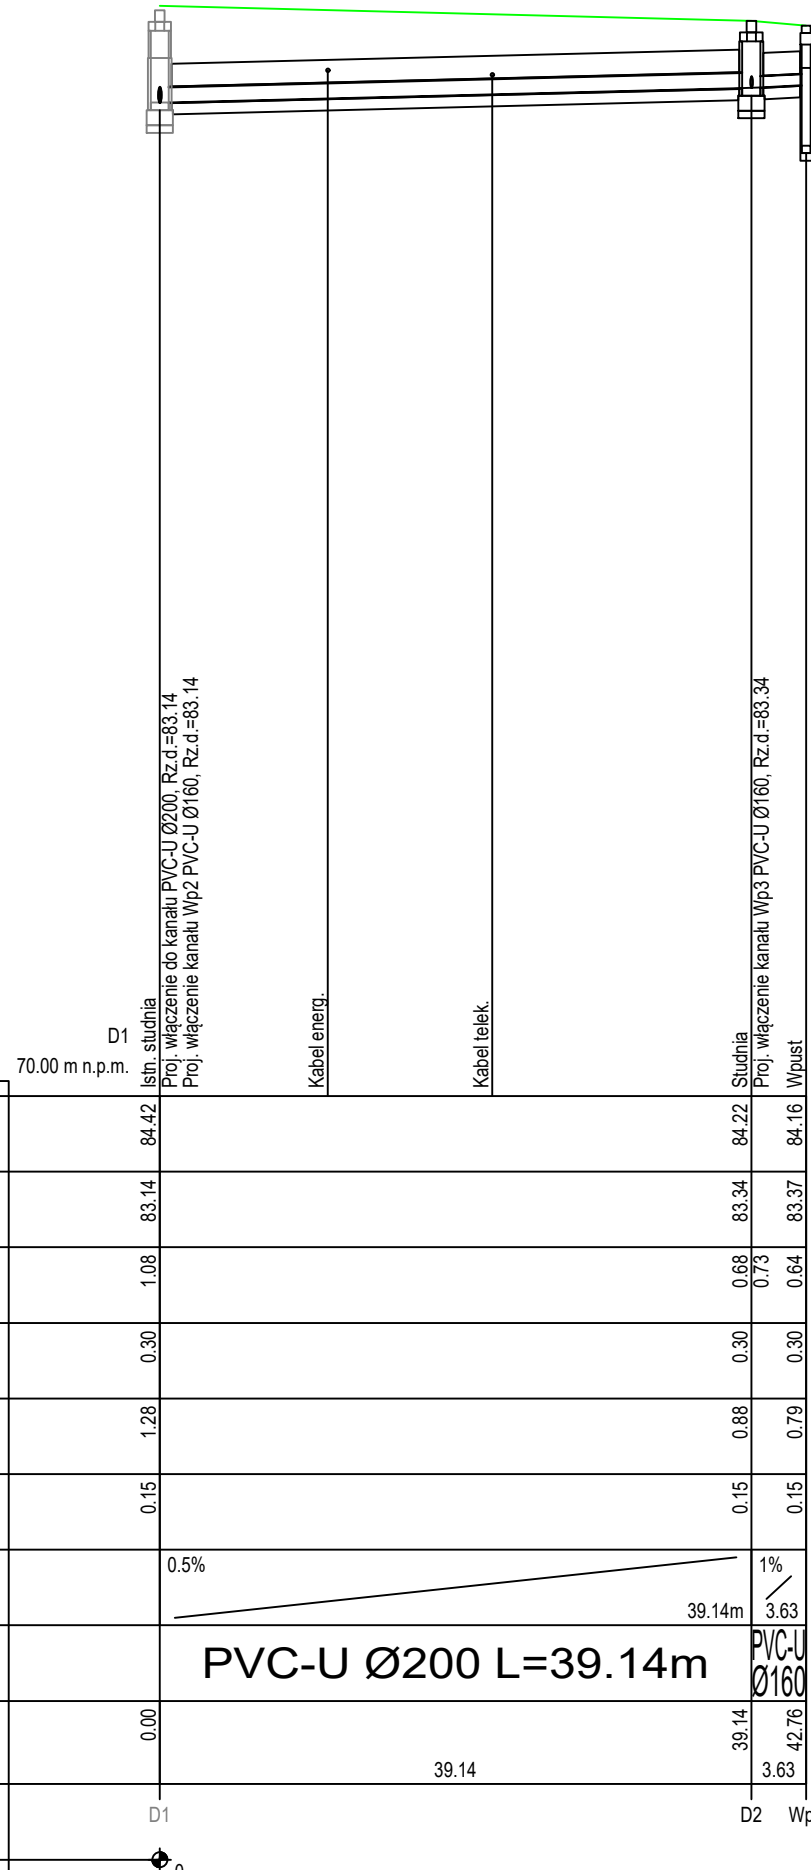 D1
70.00 m n.p.m.
Istn. studnia
Proj. włączenie do kanału PVC-U Ø200, Rz.d.=83.14
Proj. włączenie kanału Wp2 PVC-U Ø160, Rz.d.=83.14
Kabel energ.
Kabel telek.
Studnia
Proj. włączenie kanału Wp3 PVC-U Ø160, Rz.d.=83.34
Wpust
84.42 84.22 84.16
83.14 83.34 83.37
1.08 0.68 0.73 0.64
0.30 0.30 0.30
1.28 0.88 0.79
0.15 0.15 0.15
0.5% 1%
39.14m 3.63
PVC-U Ø200 L=39.14m
PVC-U
Ø160
0.00 39.14 42.76
39.14 3.63
D1 D2 Wp